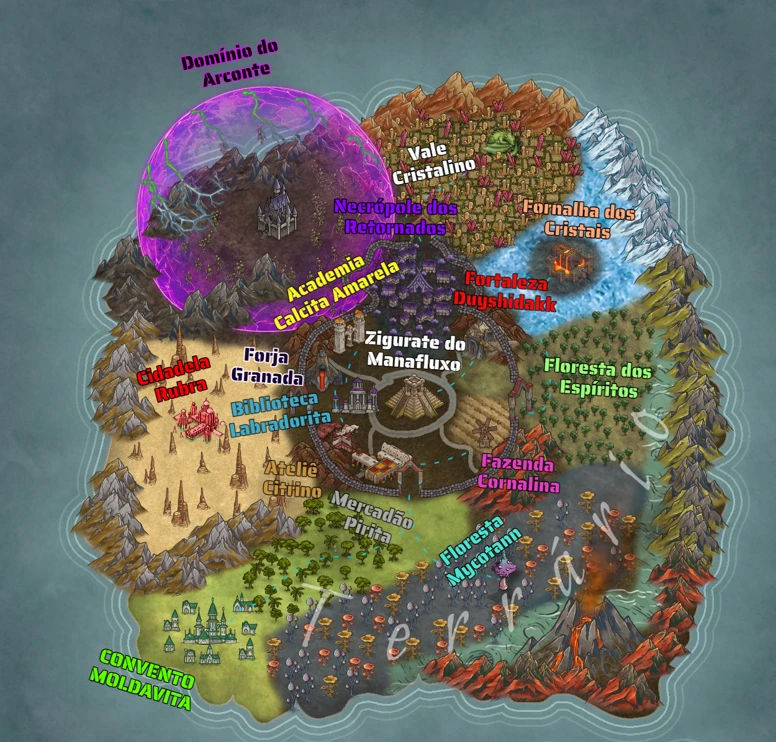 Domínio do
Arconte
Vale
Cristalino
Necrópole dos
Retornados
Fornalha dos
Cristais
Academia
Calcita Amarela
Fortaleza
Duyshidakk
Zigurate do
Manafluxo
Forja
Granada
Cidadela
Rubra
Floresta dos
Espíritos
Biblioteca
Labradorita
Ateliê
Citrino
Fazenda
Cornalina
Mercadão
Pirita
Floresta
Mycotann
Terrário
CONVENTO
MOLDAVITA